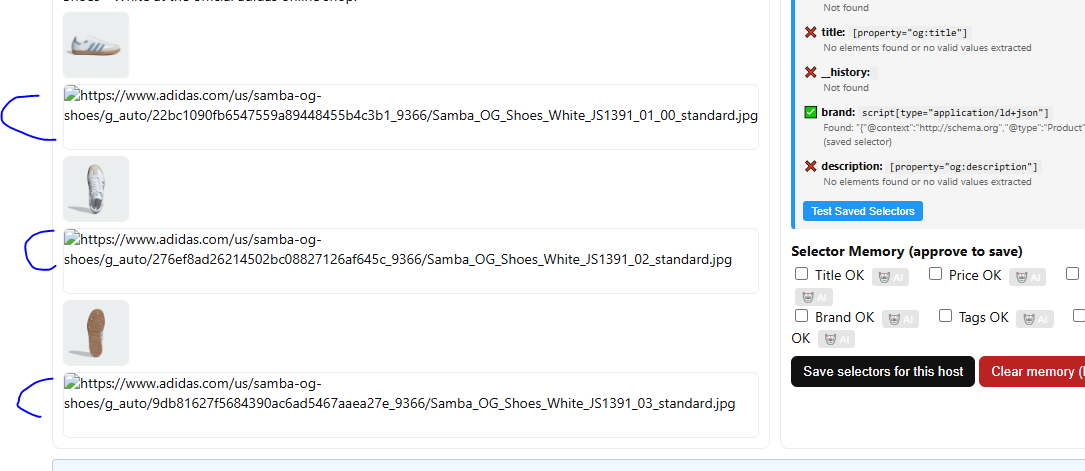 https://www.adidas.com/us/samba-og-
shoes/g_auto/22bc1090fb6547559a89448455b4c3b1_9366/Samba_OG_Shoes_White_JS1391_01_00_standard.jpg
https://www.adidas.com/us/samba-og-
shoes/g_auto/276ef8ad26214502bc08827126af645c_9366/Samba_OG_Shoes_White_JS1391_02_standard.jpg
https://www.adidas.com/us/samba-og-
shoes/g_auto/9db81627f5684390ac6ad5467aaea27e_9366/Samba_OG_Shoes_White_JS1391_03_standard.jpg
Not found
title: [property="og:title"]
No elements found or no valid values extracted
__history:
Not found
brand: script[type="application/ld+json"]
Found: "{"@context":"http://schema.org","@type":"Product"
(saved selector)
description: [property="og:description"]
No elements found or no valid values extracted
Test Saved Selectors
Selector Memory (approve to save)
Title OK AI Price OK AI
AI
Brand OK AI Tags OK AI
OK AI
Save selectors for this host Clear memory (